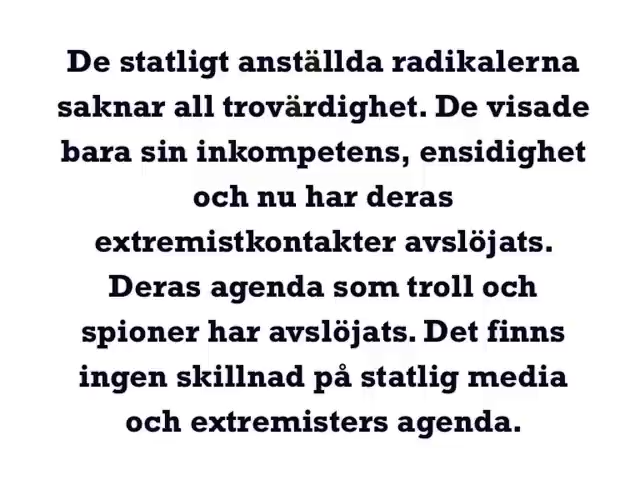 De statligt anställda radikalerna
saknar all trovärdighet. De visade
bara sin inkompetens, ensidighet
och nu har deras
extremistkontakter avslöjats.
Deras agenda som troll och
spioner har avslöjats. Det finns
ingen skillnad på statlig media
och extremisters agenda.